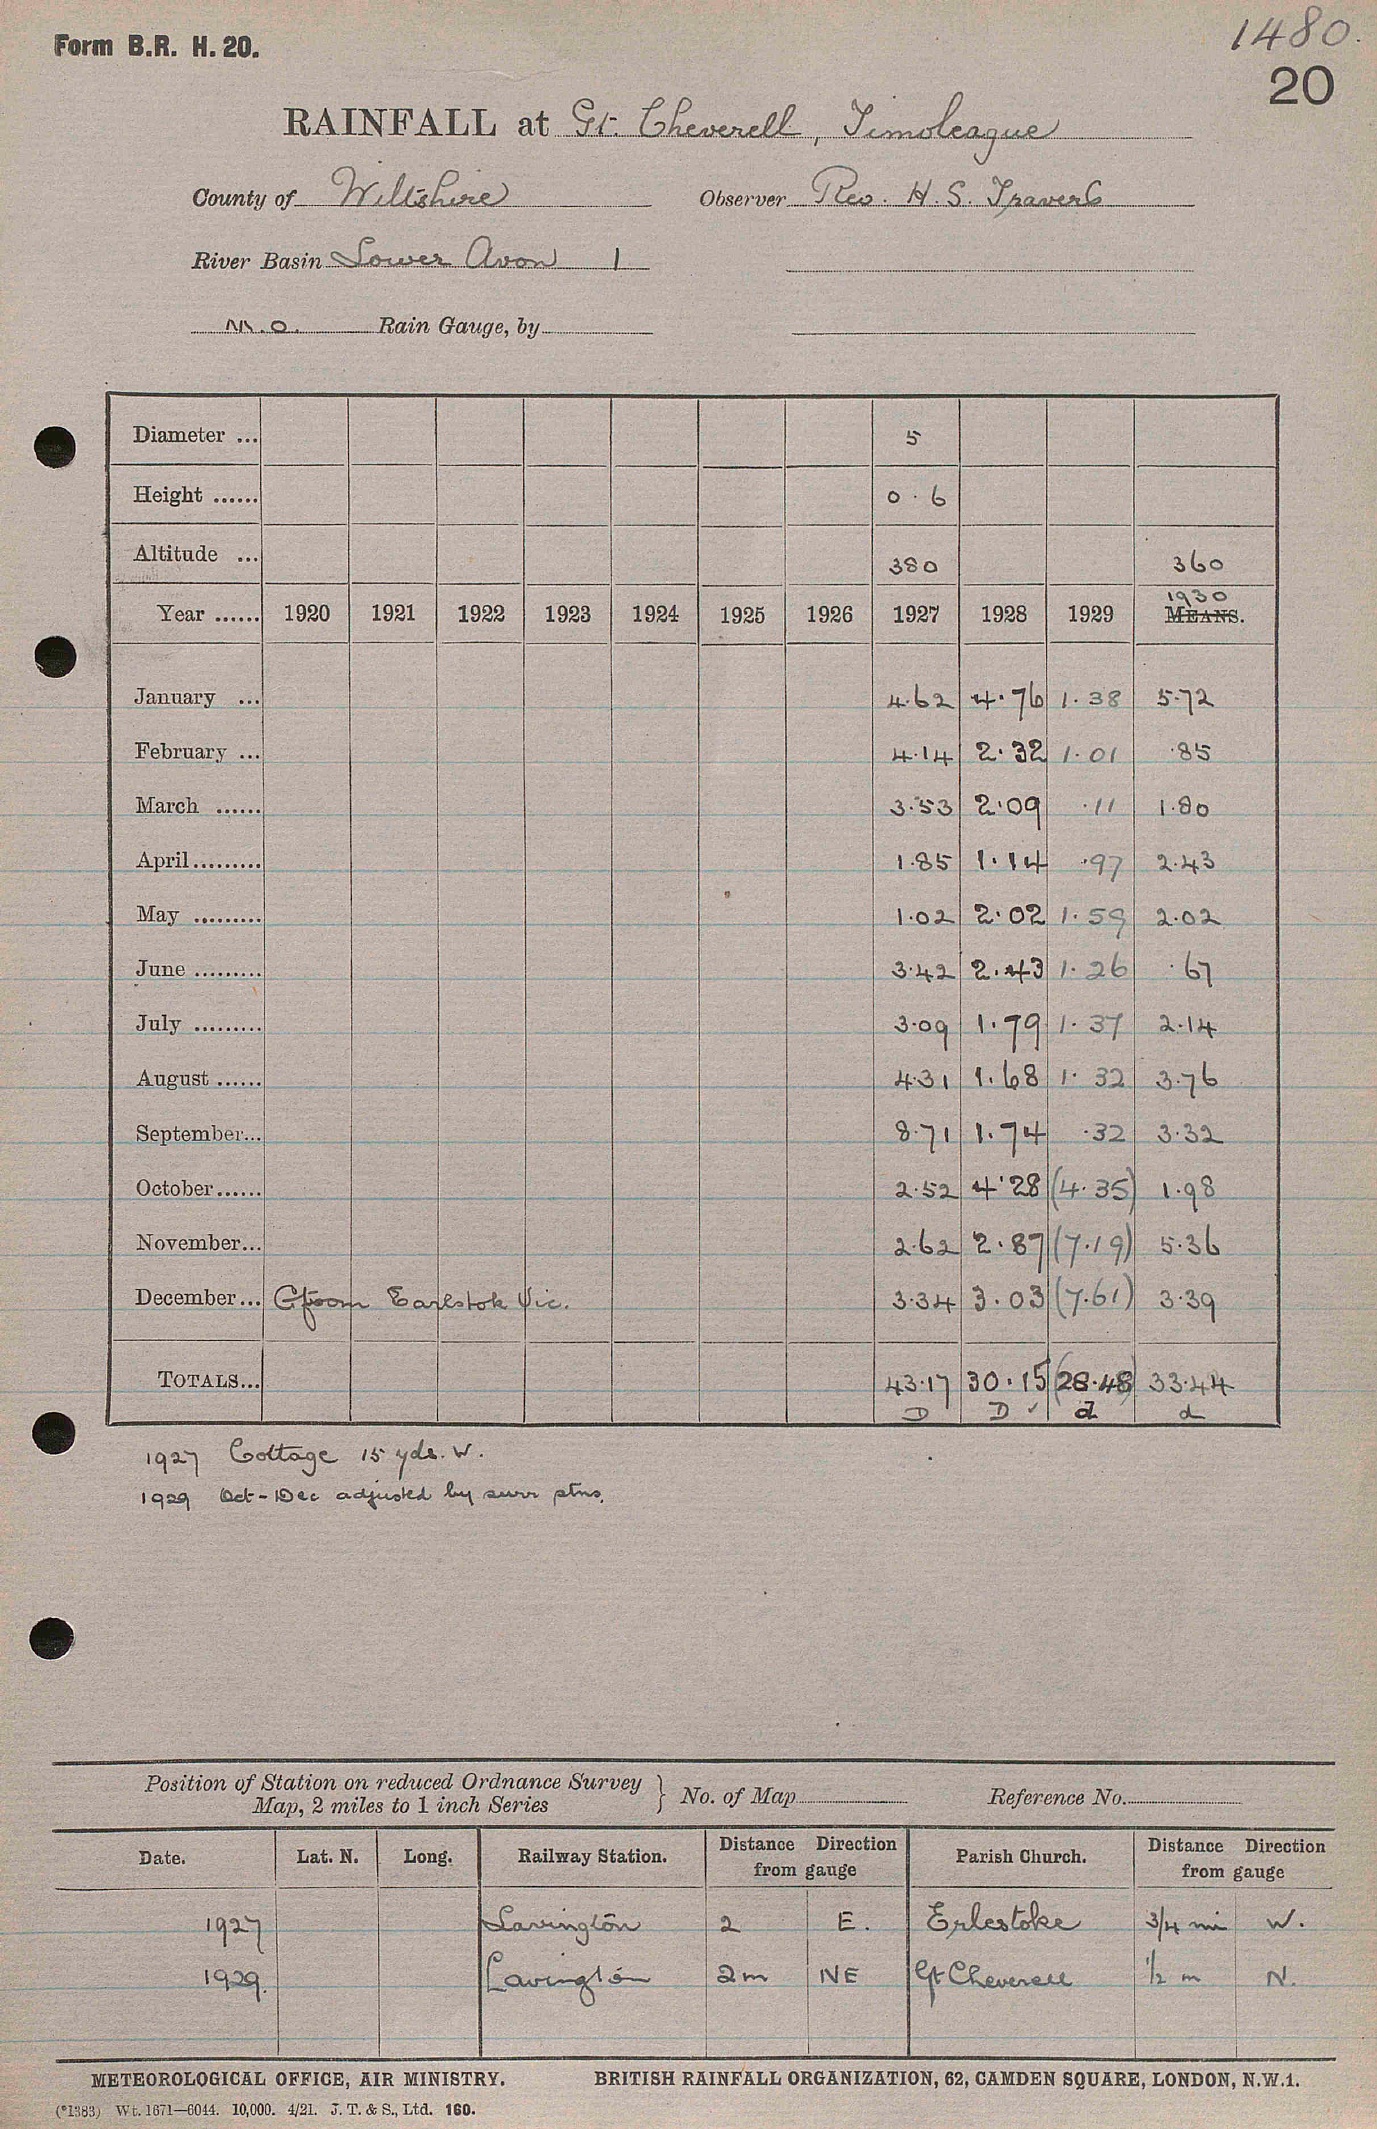 1480.
Form B.R. H. 20.
20
RAINFALL at Gt. Cheverell, Timoleague
County of Wiltshire Observer Rev. H. S. Travers
River Basin Lower Avon 1
M.O. Rain Gauge, by
Diameter ... 5
Height ...... 0.6
Altitude ... 380 360
1930
Year ...... 1920 1921 1922 1923 1924 1925 1926 1927 1928 1929 MEANS.
January ... 4.62 4.76 1.38 5.72
February ... 4.14 2.32 1.01 .85
March ...... 3.53 2.09 .11 1.80
April......... 1.85 1.14 .97 2.43
May ......... 1.02 2.02 1.59 2.02
June ......... 3.42 2.43 1.26 .67
July ......... 3.09 1.79 1.37 2.14
August ...... 4.31 1.68 1.32 3.76
September... 8.71 1.74 .32 3.32
October...... 2.52 4.28 (4.35) 1.98
November... 2.62 2.87 (7.19) 5.36
December... Cf from Earlstok Vic. 3.34 3.03 (7.61) 3.39
TOTALS... 43.17 30.15 (28.48) 33.44
D D ✓ d d
1927 Cottage 15 yds. W.
1929 Oct - Dec adjusted by surr stns.
Position of Station on reduced Ordnance Survey
Map, 2 miles to 1 inch Series } No. of Map Reference No.
Date. Lat. N. Long. Railway Station. Distance Direction from gauge Parish Church. Distance Direction from gauge
1927 Lavington 2 E. Erlestoke 3/4 mi W.
1929. Lavington 2m NE Gt Cheverell 1/2 m N.
METEOROLOGICAL OFFICE, AIR MINISTRY. BRITISH RAINFALL ORGANIZATION, 62, CAMDEN SQUARE, LONDON, N.W.1.
(*1383) Wt. 1671—6044. 10,000. 4/21. J. T. & S., Ltd. 160.